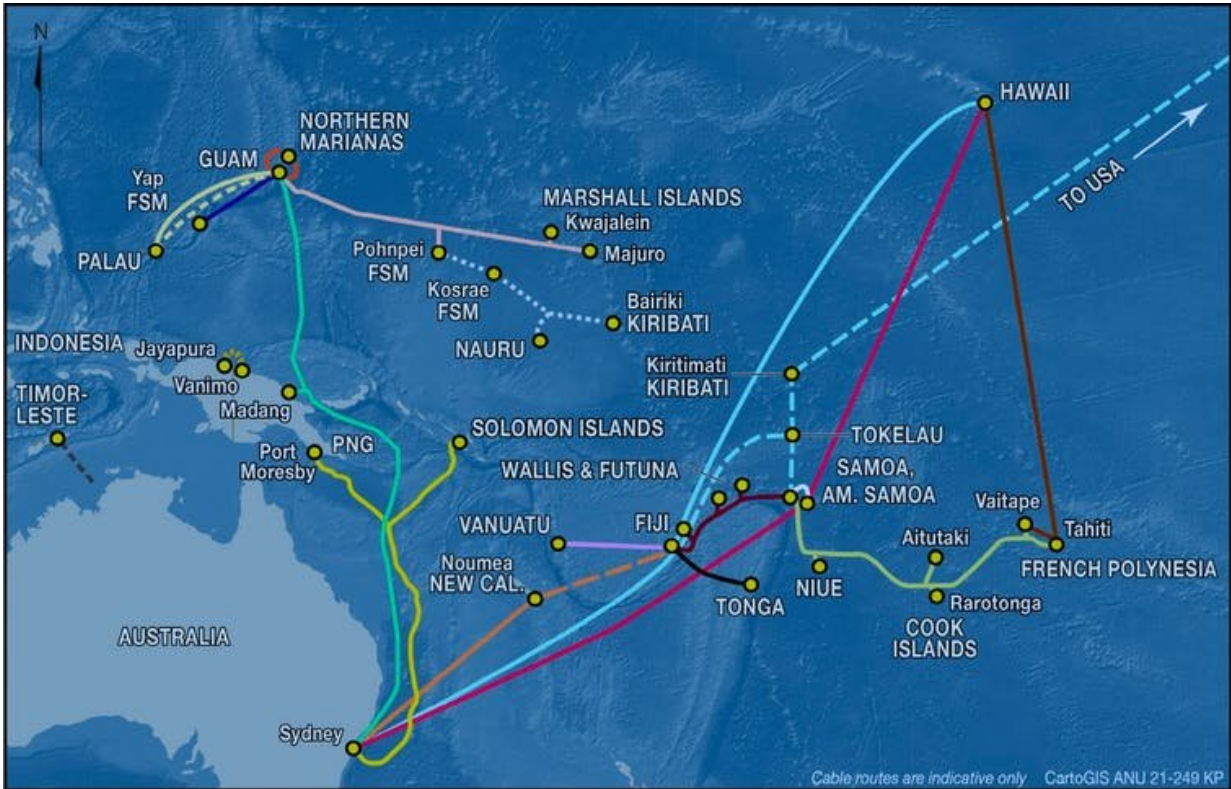 N
HAWAII
NORTHERN
MARIANAS
GUAM
Yap
FSM
TO USA
MARSHALL ISLANDS
Kwajalein
PALAU
Pohnpei
FSM
Majuro
Kosrae
FSM
Bairiki
KIRIBATI
INDONESIA
Jayapura
NAURU
Vanimo
Kiritimati
KIRIBATI
TIMOR-
LESTE
Madang
SOLOMON ISLANDS
TOKELAU
Port
Moresby
PNG
WALLIS & FUTUNA
SAMOA,
AM. SAMOA
VANUATU
FIJI
Vaitape
Tahiti
Aitutaki
Noumea
NEW CAL.
NIUE
FRENCH POLYNESIA
TONGA
Rarotonga
COOK
ISLANDS
AUSTRALIA
Sydney
Cable routes are indicative only CartoGIS ANU 21-249 KP